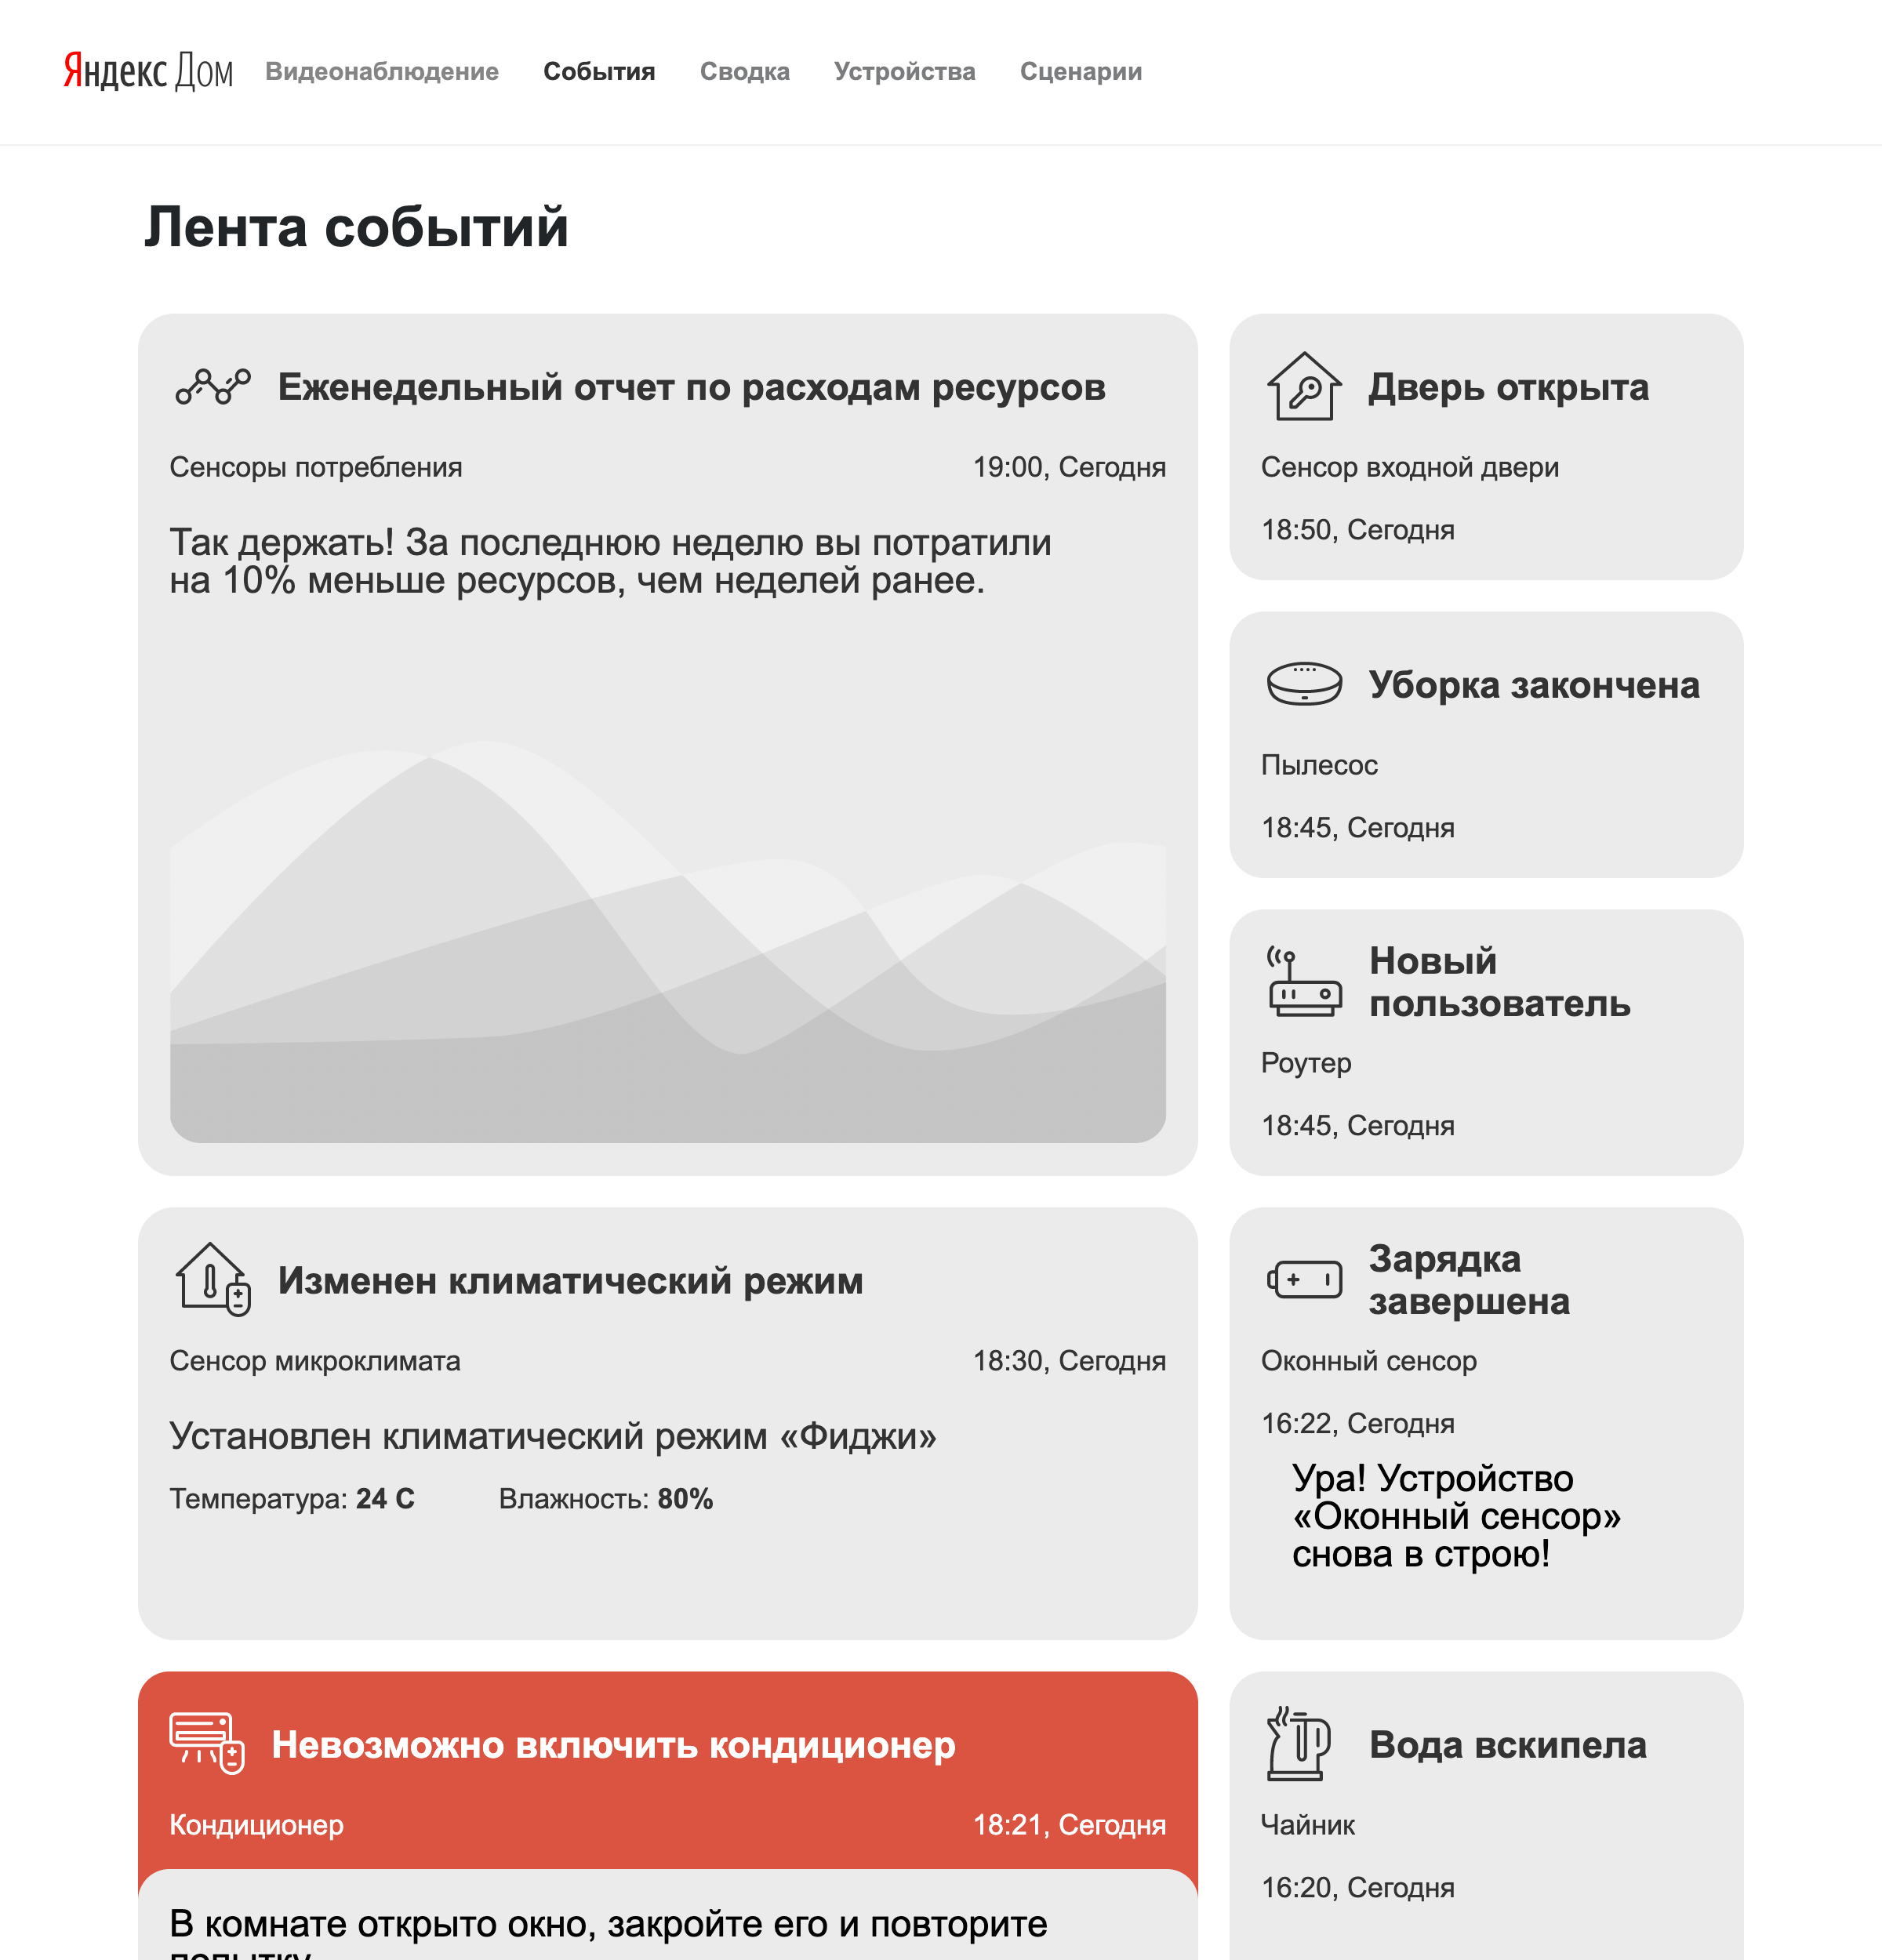 Яндекс Дом
Видеонаблюдение
События
Сводка
Устройства
Сценарии
Лента событий
Еженедельный отчет по расходам ресурсов
Сенсоры потребления
19:00, Сегодня
Так держать! За последнюю неделю вы потратили
на 10% меньше ресурсов, чем неделей ранее.
Дверь открыта
Сенсор входной двери
18:50, Сегодня
Уборка закончена
Пылесос
18:45, Сегодня
Новый
пользователь
Роутер
18:45, Сегодня
Изменен климатический режим
Сенсор микроклимата
18:30, Сегодня
Установлен климатический режим «Фиджи»
Температура: 24 C
Влажность: 80%
Зарядка
завершена
Оконный сенсор
16:22, Сегодня
Ура! Устройство
«Оконный сенсор»
снова в строю!
Невозможно включить кондиционер
Кондиционер
18:21, Сегодня
В комнате открыто окно, закройте его и повторите
Вода вскипела
Чайник
16:20, Сегодня